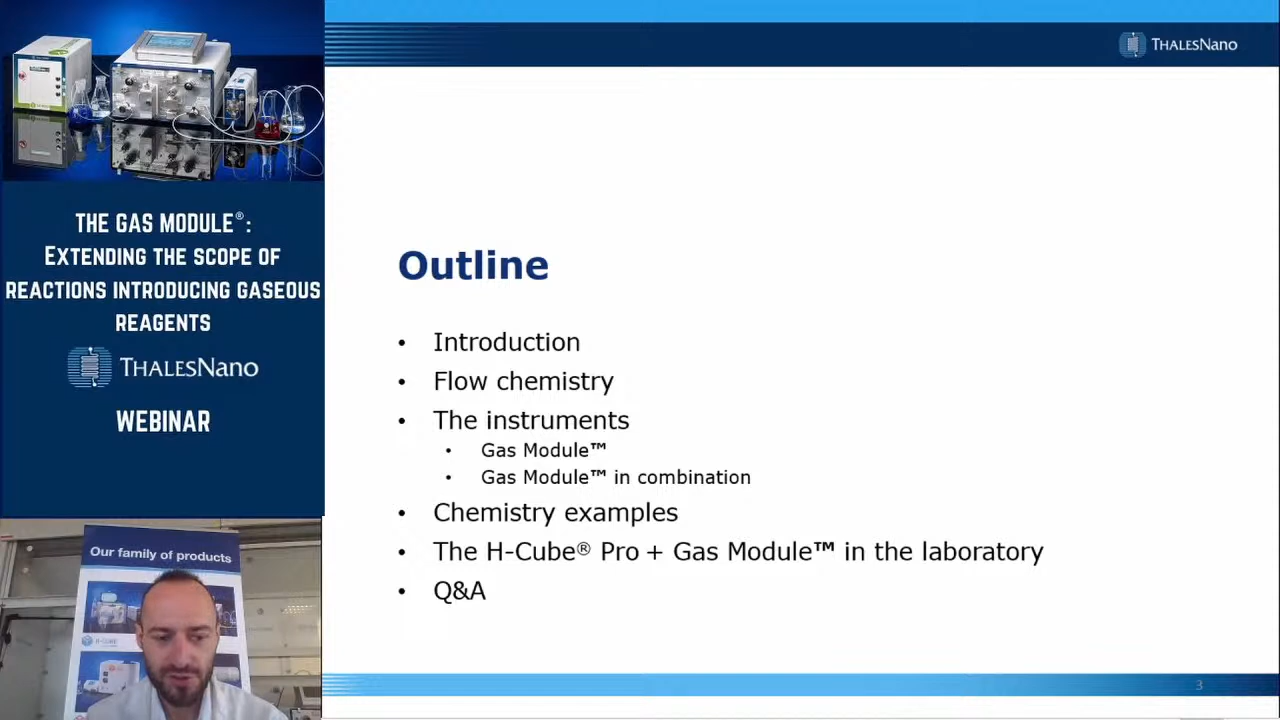 THE GAS MODULE®:
EXTENDING THE SCOPE OF
REACTIONS INTRODUCING GASEOUS
REAGENTS
THALESNANO
WEBINAR
Our family of products
H-CUBE
THALESNANO
Outline
• Introduction
• Flow chemistry
• The instruments
• Gas Module™
• Gas Module™ in combination
• Chemistry examples
• The H-Cube® Pro + Gas Module™ in the laboratory
• Q&A
3